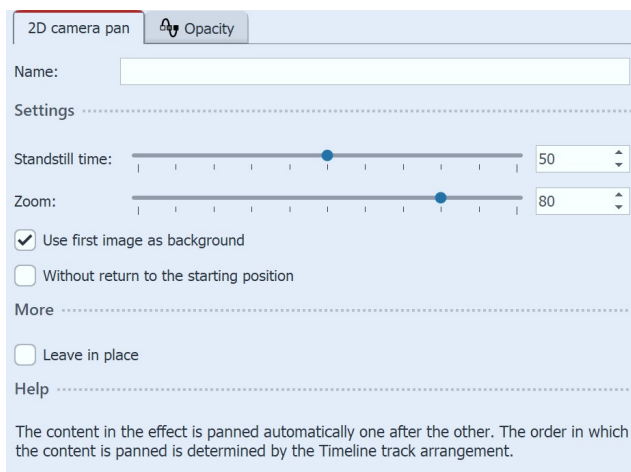 2D camera pan
Opacity
Name:
Settings
Standstill time:
50
Zoom:
80
Use first image as background
Without return to the starting position
More
Leave in place
Help
The content in the effect is panned automatically one after the other. The order in which
the content is panned is determined by the Timeline track arrangement.